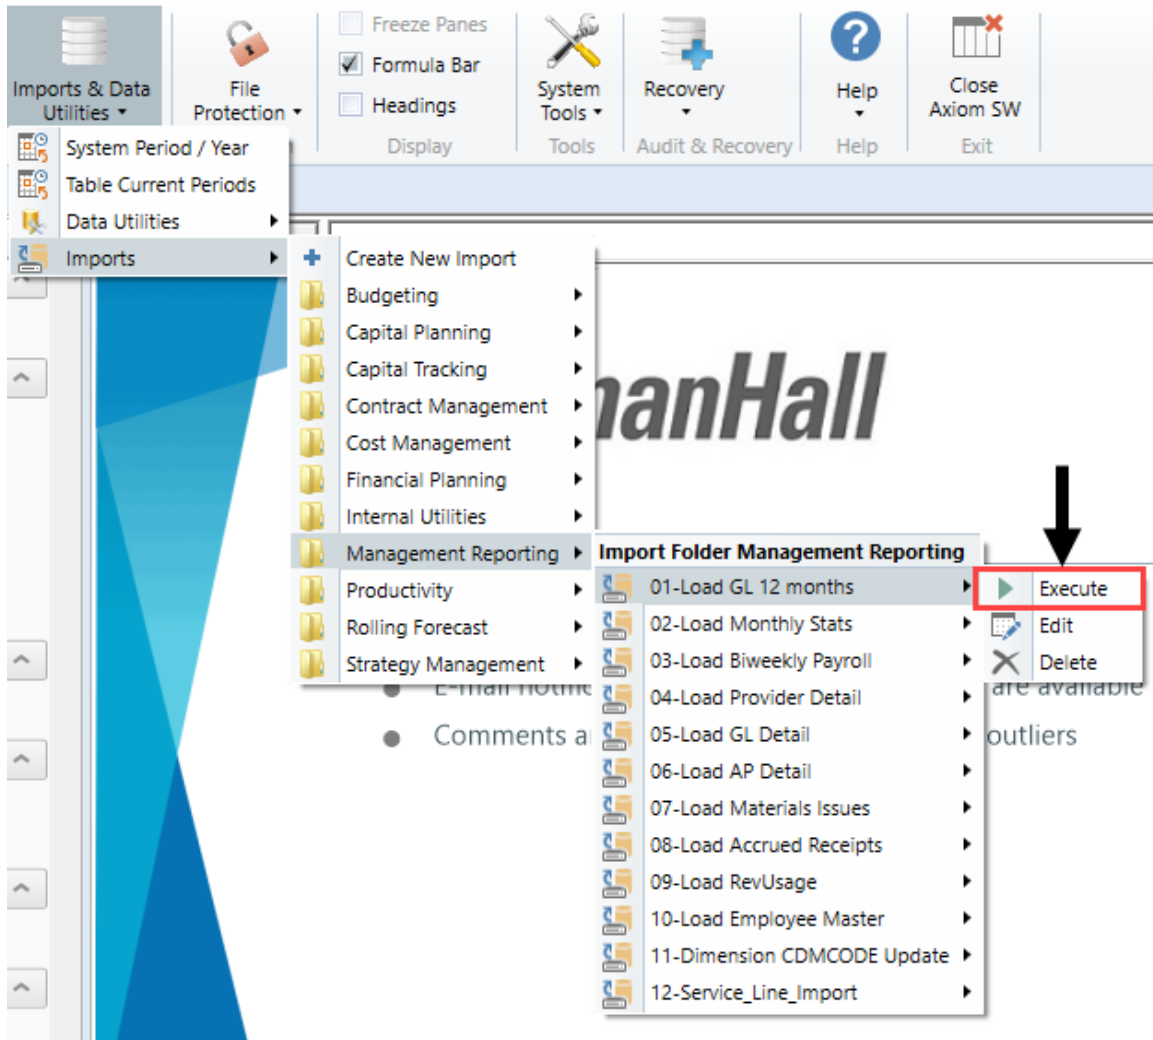 Imports & Data
Utilities
File
Protection
Freeze Panes
Formula Bar
Headings
Display
System
Tools
Tools
Recovery
Audit & Recovery
Help
Help
Close
Axiom SW
Exit
System Period / Year
Table Current Periods
Data Utilities
Imports
Create New Import
Budgeting
Capital Planning
Capital Tracking
Contract Management
Cost Management
Financial Planning
Internal Utilities
Management Reporting
Productivity
Rolling Forecast
Strategy Management
manHall
Import Folder Management Reporting
01-Load GL 12 months
02-Load Monthly Stats
03-Load Biweekly Payroll
04-Load Provider Detail
05-Load GL Detail
06-Load AP Detail
07-Load Materials Issues
08-Load Accrued Receipts
09-Load RevUsage
10-Load Employee Master
11-Dimension CDMCODE Update
12-Service_Line_Import
Execute
Edit
Delete
E-mail are available
Comments outliers